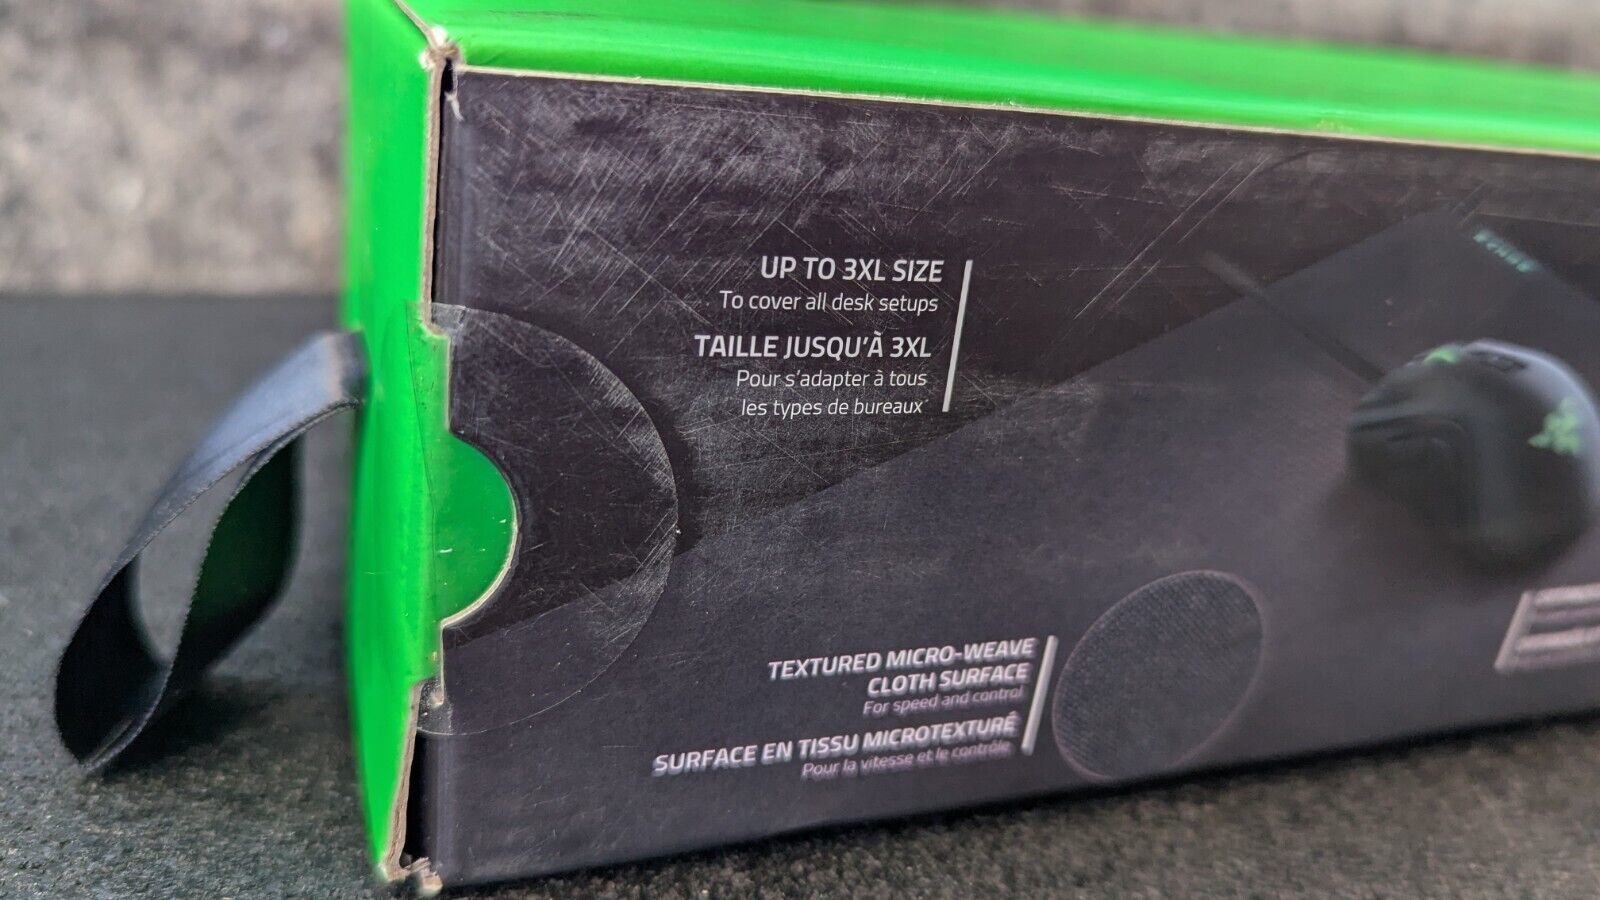 UP TO 3XL SIZE
To cover all desk setups
TAILLE JUSQU'À 3XL
Pour s'adapter à tous
les types de bureaux
TEXTURED MICRO-WEAVE
CLOTH SURFACE
For speed and control
SURFACE EN TISSU MICROTEXTURÉ
Pour la vitesse et le contrôle